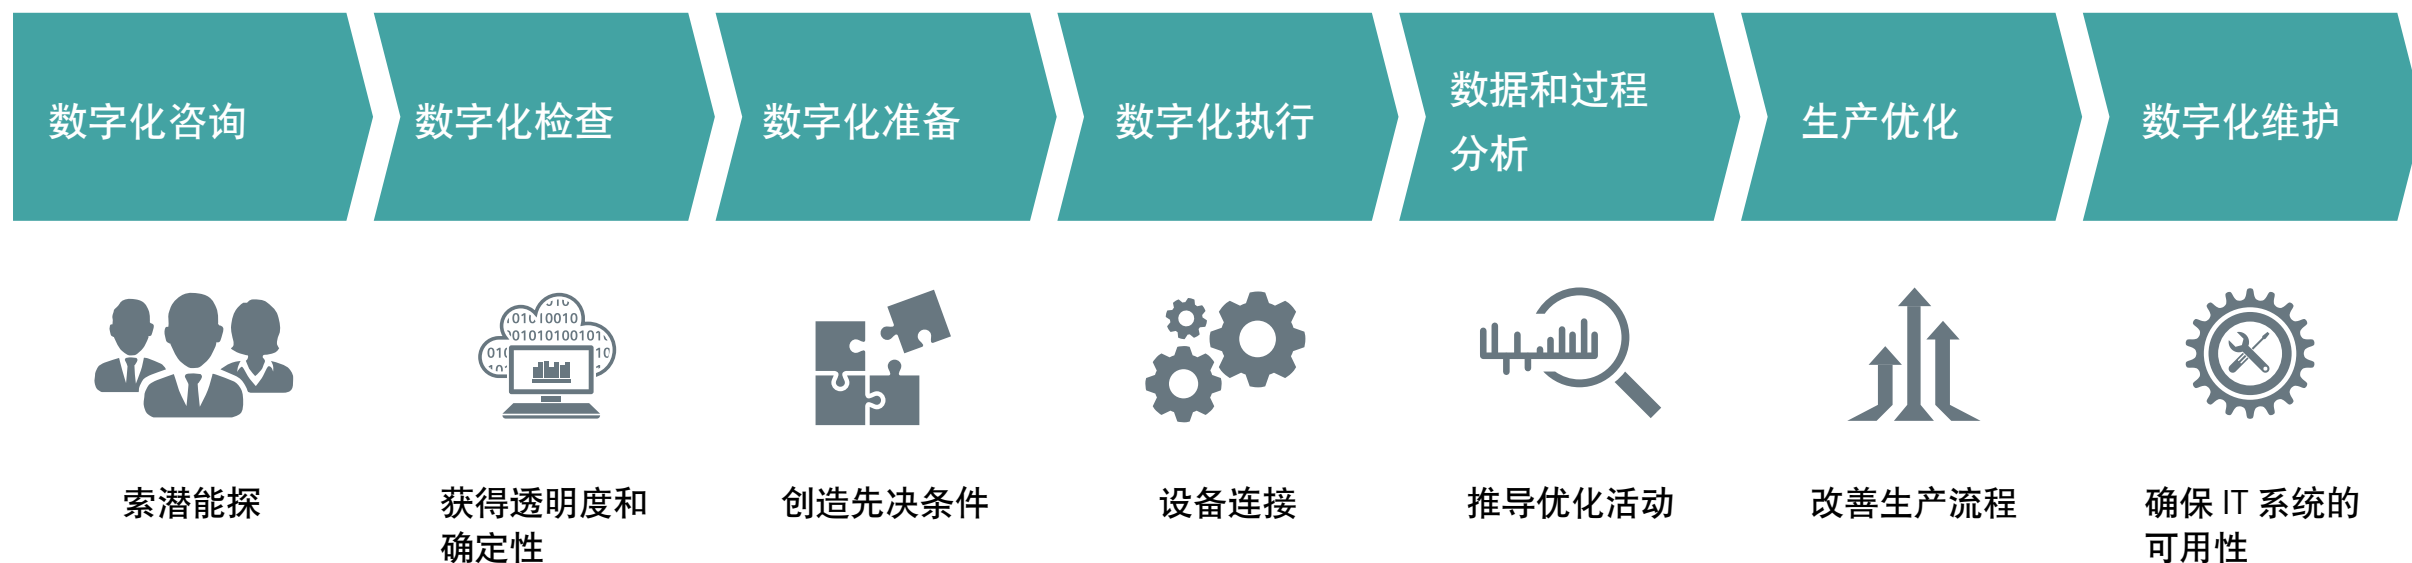 数字化咨询
数字化检查
数字化准备
数字化执行
数据和过程
分析
生产优化
数字化维护
索潜能探
获得透明度和
确定性
创造先决条件
设备连接
推导优化活动
改善生产流程
确保 IT 系统的
可用性